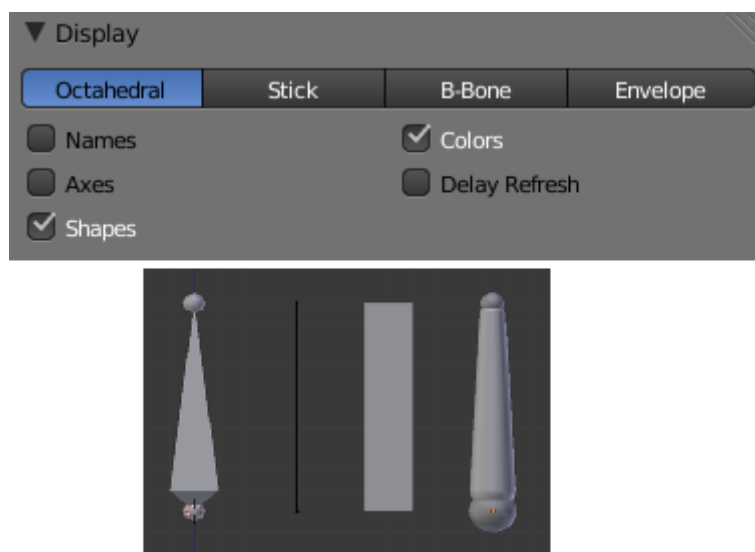 Display
Octahedral Stick B-Bone Envelope
Names Colors
Axes Delay Refresh
Shapes